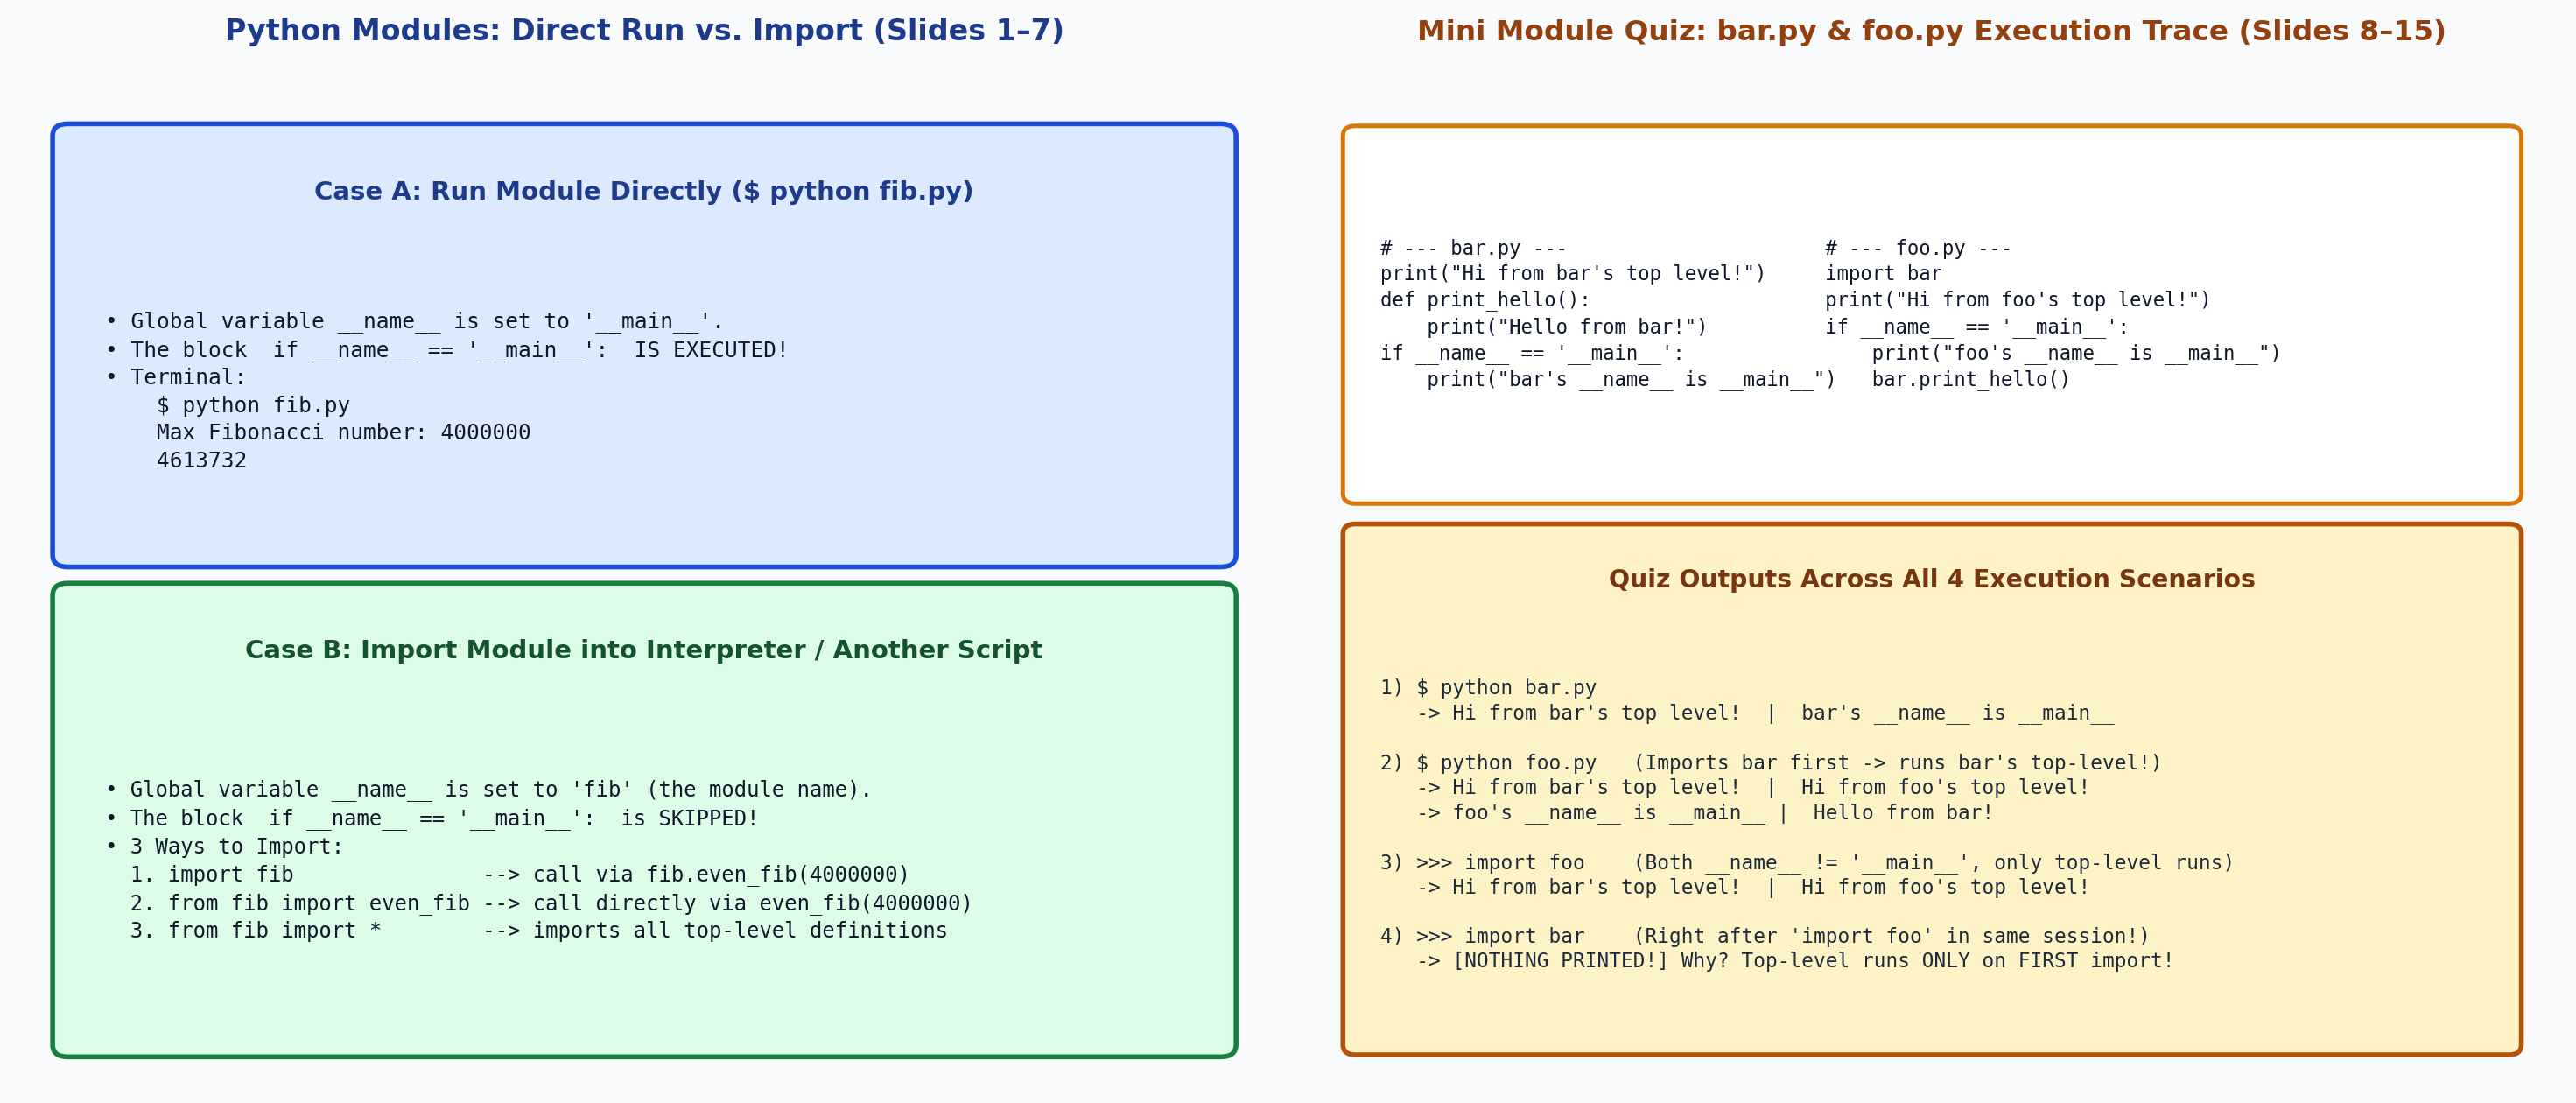 Python Modules: Direct Run vs. Import (Slides 1–7)
Case A: Run Module Directly ($ python fib.py)
• Global variable __name__ is set to '__main__'.
• The block  if __name__ == '__main__':  IS EXECUTED!
• Terminal:
    $ python fib.py
    Max Fibonacci number: 4000000
    4613732
Case B: Import Module into Interpreter / Another Script
• Global variable __name__ is set to 'fib' (the module name).
• The block  if __name__ == '__main__':  is SKIPPED!
• 3 Ways to Import:
  1. import fib               --> call via fib.even_fib(4000000)
  2. from fib import even_fib --> call directly via even_fib(4000000)
  3. from fib import *        --> imports all top-level definitions
Mini Module Quiz: bar.py & foo.py Execution Trace (Slides 8–15)
# --- bar.py ---                      # --- foo.py ---
print("Hi from bar's top level!")     import bar
def print_hello():                    print("Hi from foo's top level!")
    print("Hello from bar!")          if __name__ == '__main__':
if __name__ == '__main__':                print("foo's __name__ is __main__")
    print("bar's __name__ is __main__")   bar.print_hello()
Quiz Outputs Across All 4 Execution Scenarios
1) $ python bar.py
   -> Hi from bar's top level!  |  bar's __name__ is __main__
2) $ python foo.py   (Imports bar first -> runs bar's top-level!)
   -> Hi from bar's top level!  |  Hi from foo's top level!
   -> foo's __name__ is __main__ |  Hello from bar!
3) >>> import foo    (Both __name__ != '__main__', only top-level runs)
   -> Hi from bar's top level!  |  Hi from foo's top level!
4) >>> import bar    (Right after 'import foo' in same session!)
   -> [NOTHING PRINTED!] Why? Top-level runs ONLY on FIRST import!